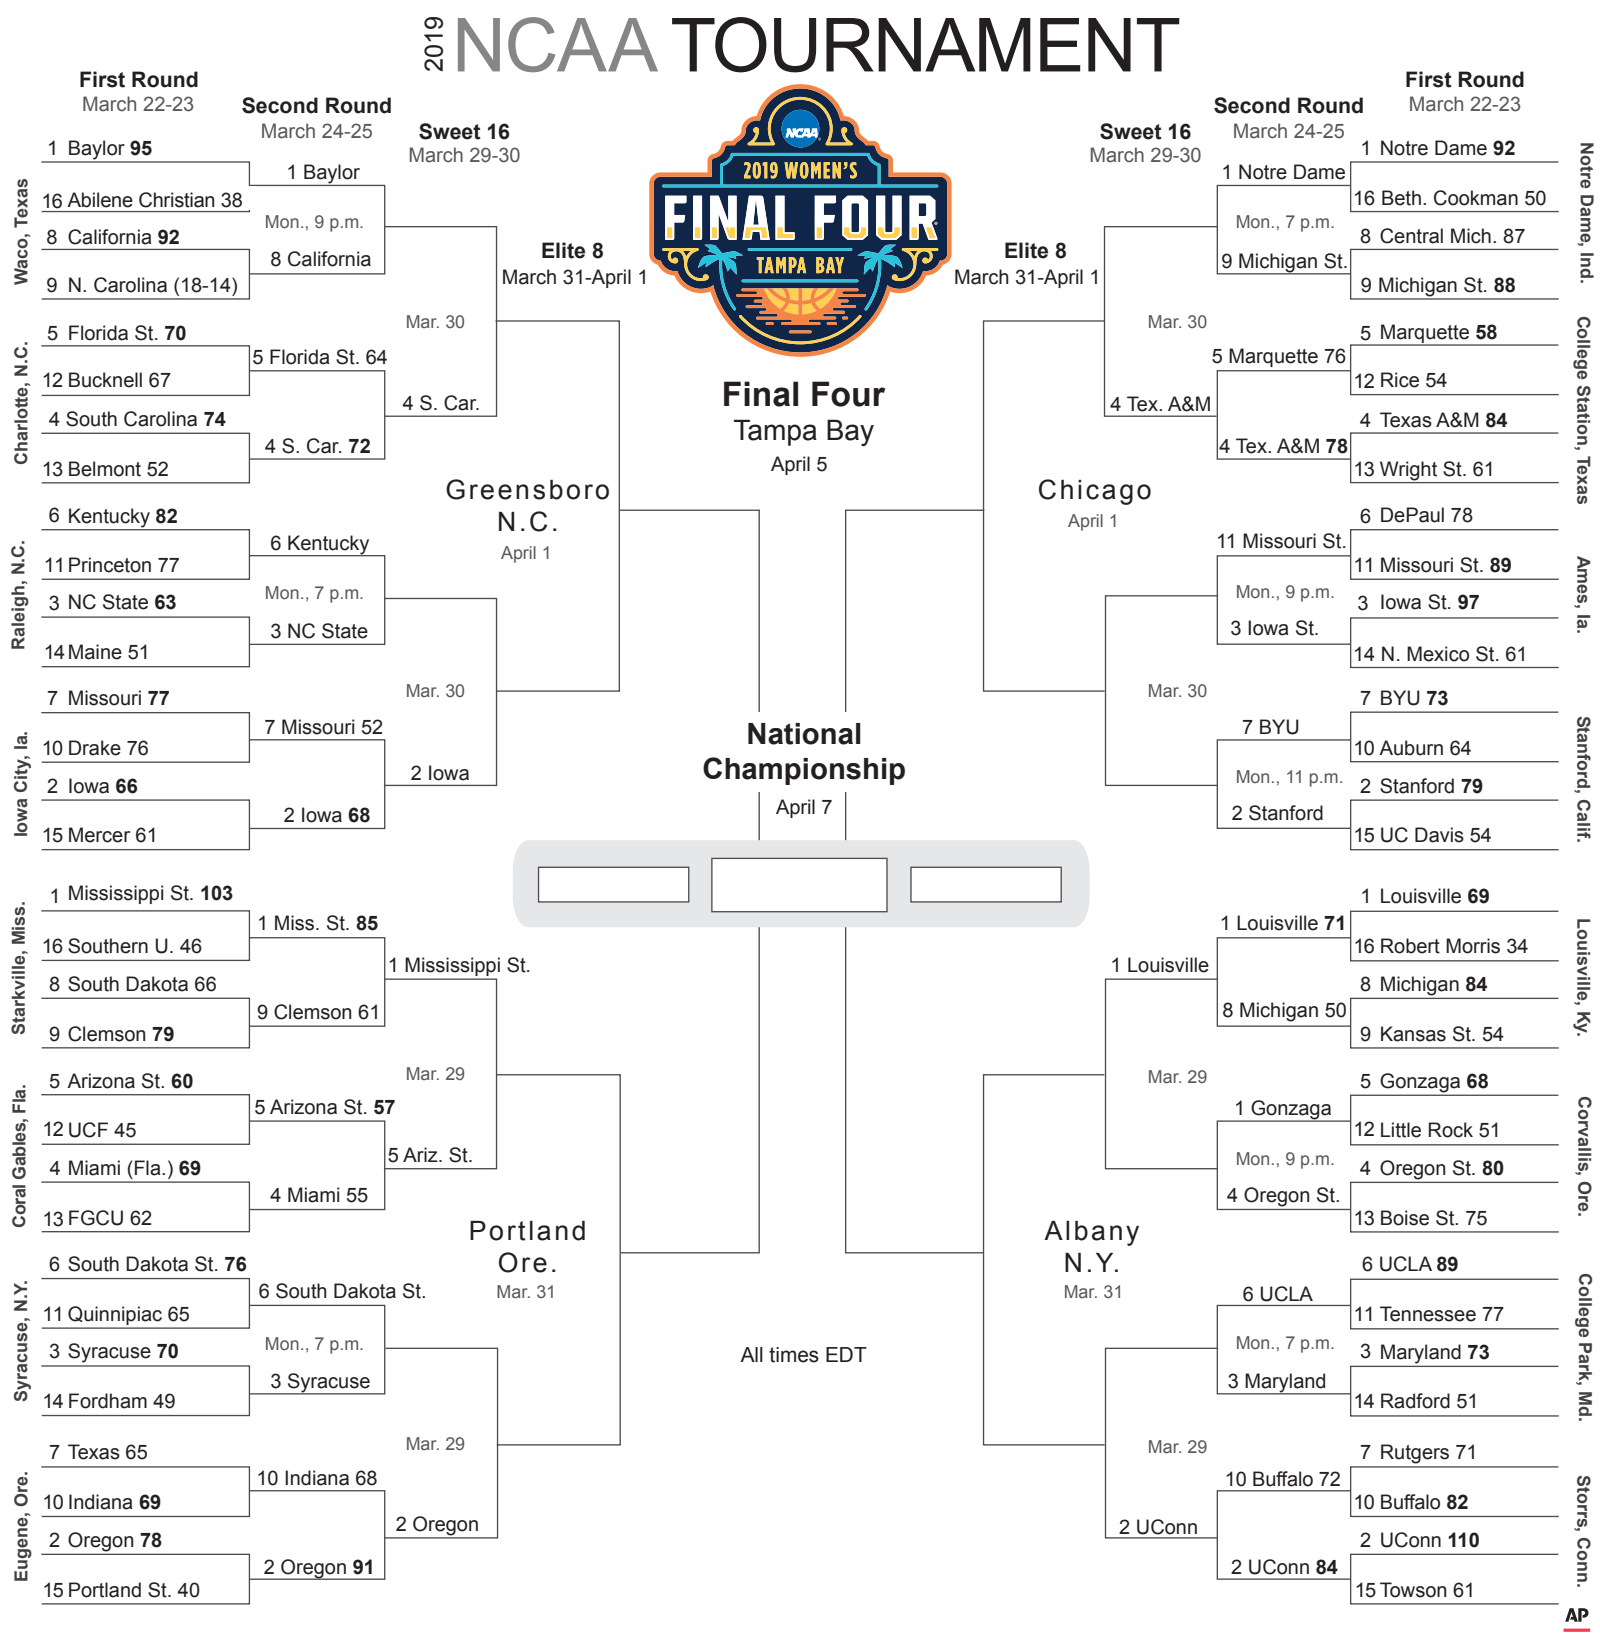 2019 NCAA TOURNAMENT
First Round
March 22-23
Second Round
March 24-25
Sweet 16
March 29-30
Elite 8
March 31-April 1
Waco, Texas
1 Baylor 95
16 Abilene Christian 38
8 California 92
9 N. Carolina (18-14)
1 Baylor
Mon., 9 p.m.
8 California
Charlotte, N.C.
5 Florida St. 70
12 Bucknell 67
4 South Carolina 74
13 Belmont 52
5 Florida St. 64
4 S. Car. 72
Mar. 30
4 S. Car.
Greensboro
N.C.
April 1
Raleigh, N.C.
6 Kentucky 82
11 Princeton 77
3 NC State 63
14 Maine 51
6 Kentucky
Mon., 7 p.m.
3 NC State
Iowa City, Ia.
7 Missouri 77
10 Drake 76
2 Iowa 66
15 Mercer 61
7 Missouri 52
2 Iowa 68
Mar. 30
2 Iowa
Starkville, Miss.
1 Mississippi St. 103
16 Southern U. 46
8 South Dakota 66
9 Clemson 79
1 Miss. St. 85
9 Clemson 61
1 Mississippi St.
Mar. 29
Coral Gables, Fla.
5 Arizona St. 60
12 UCF 45
4 Miami (Fla.) 69
13 FGCU 62
5 Arizona St. 57
4 Miami 55
5 Ariz. St.
Portland
Ore.
Mar. 31
Syracuse, N.Y.
6 South Dakota St. 76
11 Quinnipiac 65
3 Syracuse 70
14 Fordham 49
6 South Dakota St.
Mon., 7 p.m.
3 Syracuse
Eugene, Ore.
7 Texas 65
10 Indiana 69
2 Oregon 78
15 Portland St. 40
10 Indiana 68
2 Oregon 91
Mar. 29
2 Oregon
NCAA
2019 WOMEN'S
FINAL FOUR
TAMPA BAY
Final Four
Tampa Bay
April 5
National
Championship
April 7
All times EDT
First Round
March 22-23
Second Round
March 24-25
Sweet 16
March 29-30
Elite 8
March 31-April 1
Notre Dame, Ind.
1 Notre Dame 92
16 Beth. Cookman 50
8 Central Mich. 87
9 Michigan St. 88
1 Notre Dame
Mon., 7 p.m.
9 Michigan St.
College Station, Texas
5 Marquette 58
12 Rice 54
4 Texas A&M 84
13 Wright St. 61
5 Marquette 76
4 Tex. A&M 78
Mar. 30
4 Tex. A&M
Chicago
April 1
Ames, Ia.
6 DePaul 78
11 Missouri St. 89
3 Iowa St. 97
14 N. Mexico St. 61
11 Missouri St.
Mon., 9 p.m.
3 Iowa St.
Stanford, Calif.
7 BYU 73
10 Auburn 64
2 Stanford 79
15 UC Davis 54
7 BYU
Mon., 11 p.m.
2 Stanford
Mar. 30
Louisville, Ky.
1 Louisville 69
16 Robert Morris 34
8 Michigan 84
9 Kansas St. 54
1 Louisville 71
8 Michigan 50
1 Louisville
Mar. 29
Corvallis, Ore.
5 Gonzaga 68
12 Little Rock 51
4 Oregon St. 80
13 Boise St. 75
1 Gonzaga
Mon., 9 p.m.
4 Oregon St.
Albany
N.Y.
Mar. 31
College Park, Md.
6 UCLA 89
11 Tennessee 77
3 Maryland 73
14 Radford 51
6 UCLA
Mon., 7 p.m.
3 Maryland
Storrs, Conn.
7 Rutgers 71
10 Buffalo 82
2 UConn 110
15 Towson 61
10 Buffalo 72
2 UConn 84
Mar. 29
2 UConn
AP